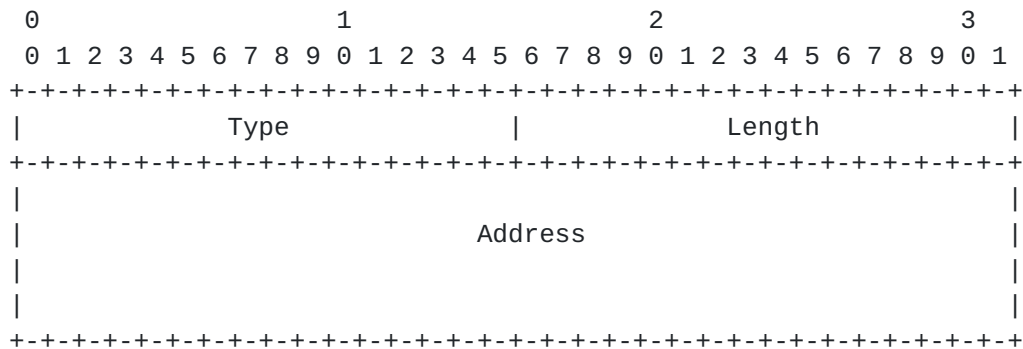 0                   1                   2                   3
 0 1 2 3 4 5 6 7 8 9 0 1 2 3 4 5 6 7 8 9 0 1 2 3 4 5 6 7 8 9 0 1
+-+-+-+-+-+-+-+-+-+-+-+-+-+-+-+-+-+-+-+-+-+-+-+-+-+-+-+-+-+-+-+-+
|             Type              |             Length            |
+-+-+-+-+-+-+-+-+-+-+-+-+-+-+-+-+-+-+-+-+-+-+-+-+-+-+-+-+-+-+-+-+
|                                                               |
|                             Address                           |
|                                                               |
|                                                               |
+-+-+-+-+-+-+-+-+-+-+-+-+-+-+-+-+-+-+-+-+-+-+-+-+-+-+-+-+-+-+-+-+